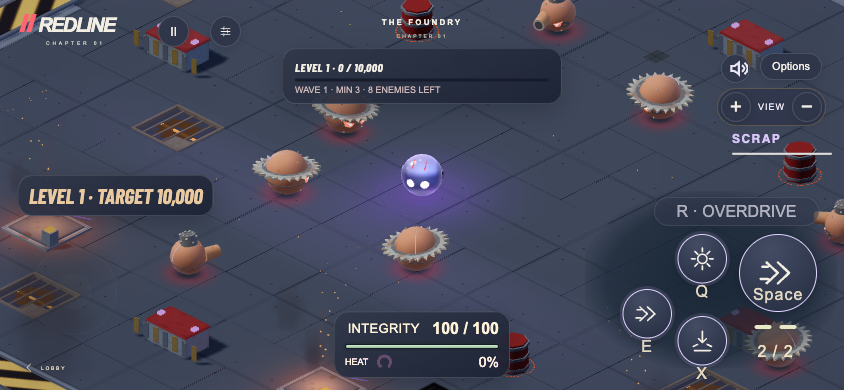 REDLINE
CHAPTER 01
THE FOUNDRY
CHAPTER 01
LEVEL 1 · 0 / 10,000
WAVE 1 · MIN 3 · 8 ENEMIES LEFT
Options
+ VIEW −
SCRAP
LEVEL 1 · TARGET 10,000
R · OVERDRIVE
Q
Space
E
X
2 / 2
INTEGRITY 100 / 100
HEAT 0%
LOBBY